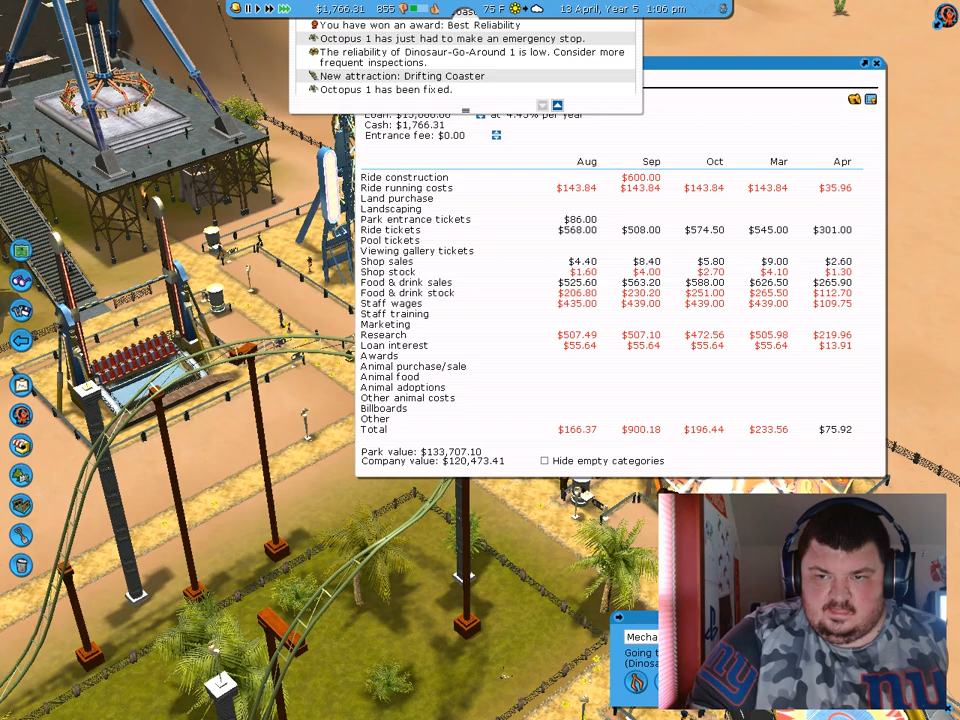 $1,766.31 855 75 F 13 April, Year 5 1:06 pm
You have won an award: Best Reliability
Octopus 1 has just had to make an emergency stop.
The reliability of Dinosaur-Go-Around 1 is low. Consider more
frequent inspections.
New attraction: Drifting Coaster
Octopus 1 has been fixed.
at 4.45% per year
Cash: $1,766.31
Entrance fee: $0.00
Aug Sep Oct Mar Apr
Ride construction $600.00
Ride running costs $143.84 $143.84 $143.84 $143.84 $35.96
Land purchase
Landscaping
Park entrance tickets $86.00
Ride tickets $568.00 $508.00 $574.50 $545.00 $301.00
Pool tickets
Viewing gallery tickets
Shop sales $4.40 $8.40 $5.80 $9.00 $2.60
Shop stock $1.60 $4.00 $2.70 $4.10 $1.30
Food & drink sales $525.60 $563.20 $588.00 $626.50 $265.90
Food & drink stock $206.80 $230.20 $251.00 $265.50 $112.70
Staff wages $435.00 $439.00 $439.00 $439.00 $109.75
Staff training
Marketing
Research $507.49 $507.10 $472.56 $505.98 $219.96
Loan interest $55.64 $55.64 $55.64 $55.64 $13.91
Awards
Animal purchase/sale
Animal food
Animal adoptions
Other animal costs
Billboards
Other
Total $166.37 $900.18 $196.44 $233.56 $75.92
Park value: $133,707.10
Company value: $120,473.41 Hide empty categories
Mecha
Going t
(Dinosa
NY
NU